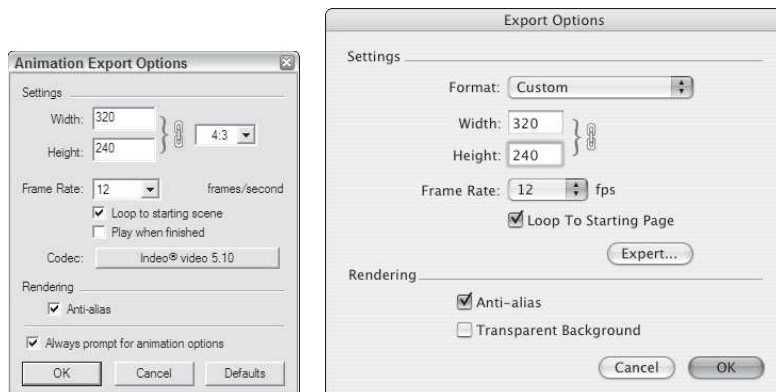 Animation Export Options
Settings
Width: 320
4:3
Height: 240
Frame Rate: 12 frames/second
Loop to starting scene
Play when finished
Codec: Indeo® video 5.10
Rendering
Anti-alias
Always prompt for animation options
OK Cancel Defaults
Export Options
Settings
Format: Custom
Width: 320
Height: 240
Frame Rate: 12 fps
Loop To Starting Page
Expert...
Rendering
Anti-alias
Transparent Background
Cancel OK